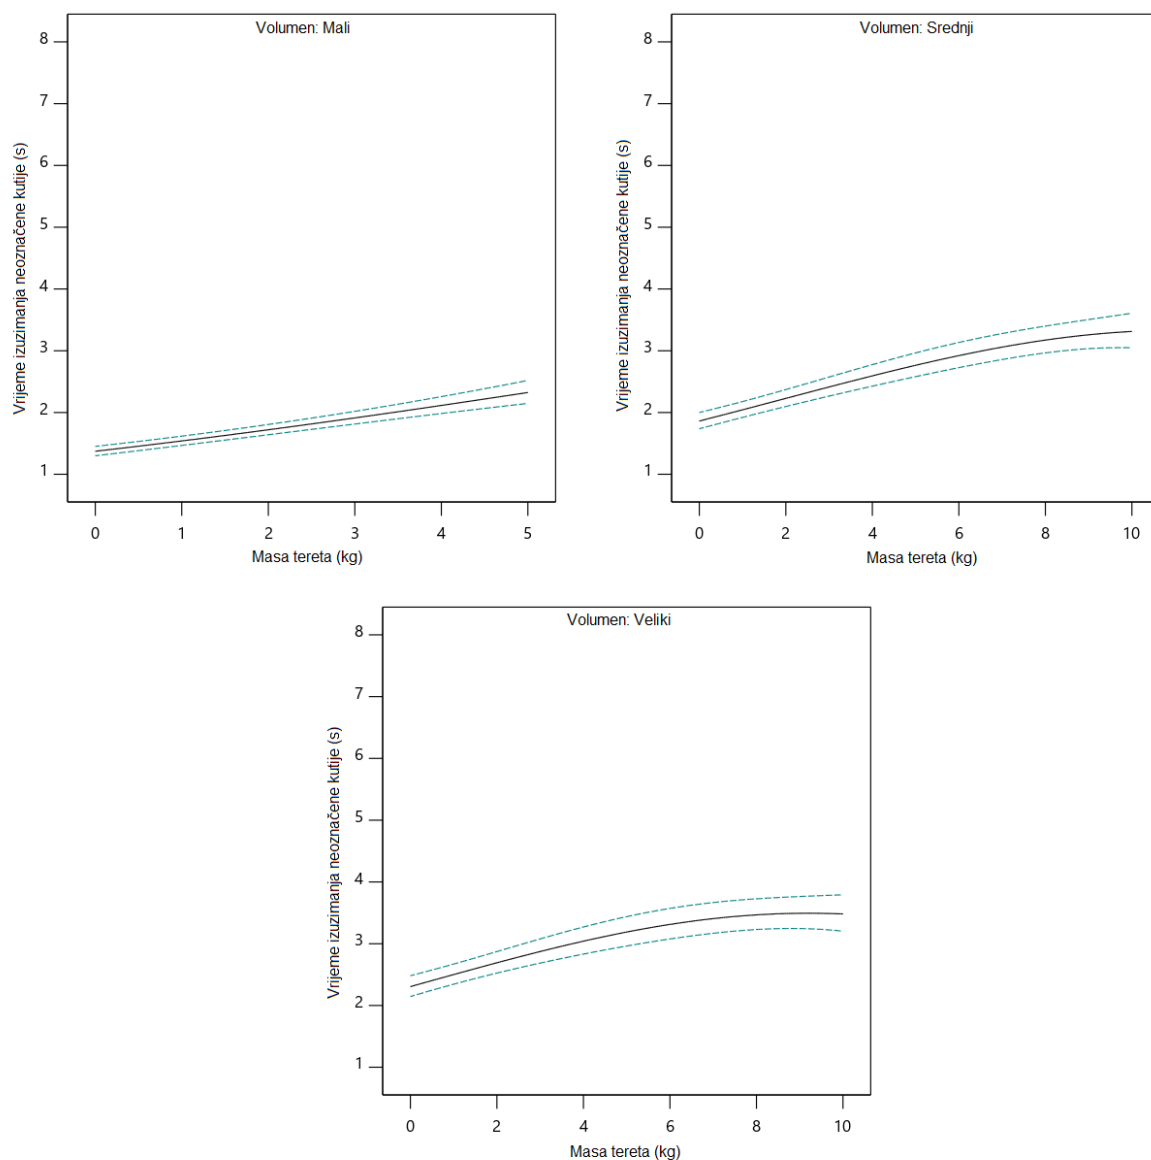 Volumen: Mali
8
7
6
5
4
3
2
1
Vrijeme izuzimanja neoznačene kutije (s)
0 1 2 3 4 5
Masa tereta (kg)
Volumen: Srednji
8
7
6
5
4
3
2
1
Vrijeme izuzimanja neoznačene kutije (s)
0 2 4 6 8 10
Masa tereta (kg)
Volumen: Veliki
8
7
6
5
4
3
2
1
Vrijeme izuzimanja neoznačene kutije (s)
0 2 4 6 8 10
Masa tereta (kg)